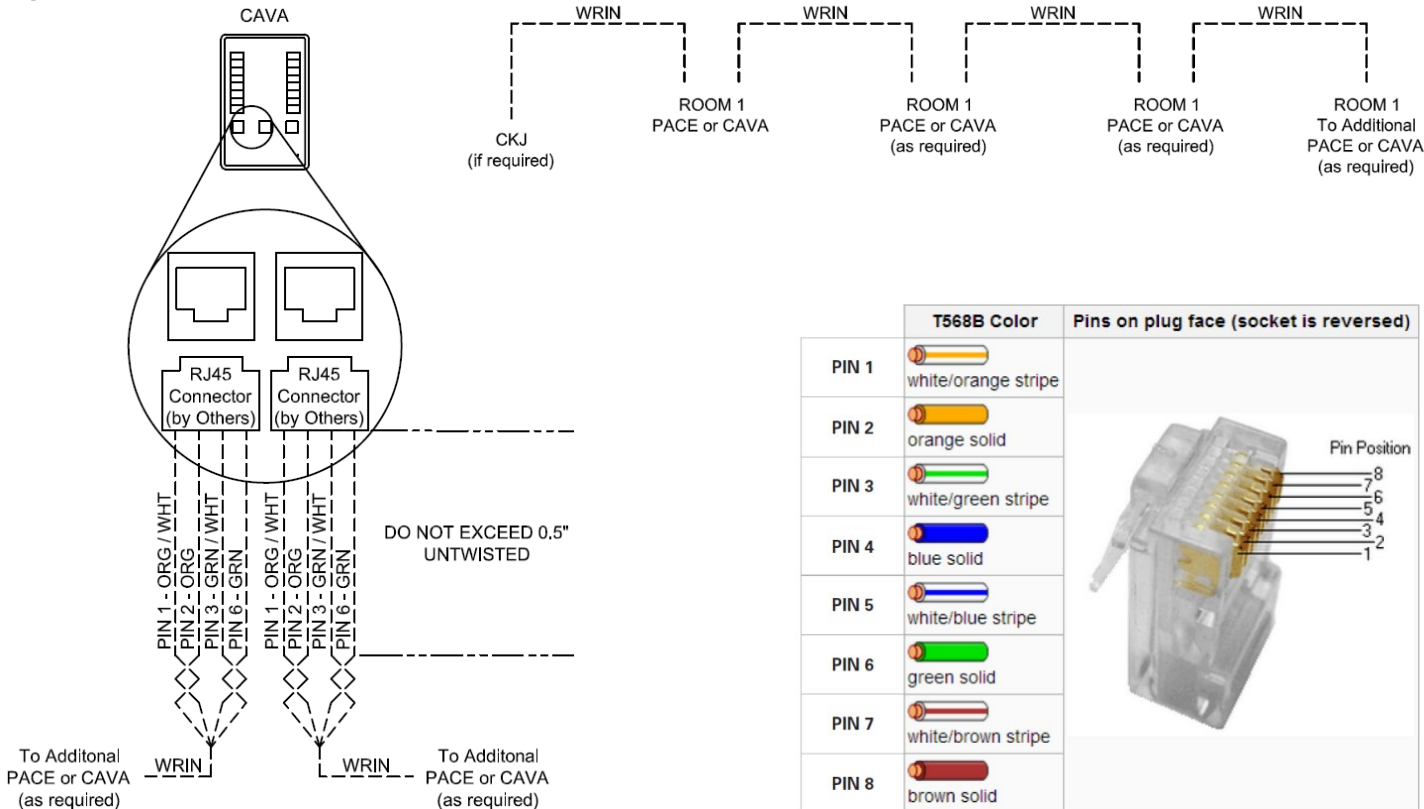 CAVA
WRIN
WRIN
WRIN
WRIN
CKJ
(if required)
ROOM 1
PACE or CAVA
ROOM 1
PACE or CAVA
(as required)
ROOM 1
PACE or CAVA
(as required)
ROOM 1
To Additional
PACE or CAVA
(as required)
RJ45
Connector
(by Others)
RJ45
Connector
(by Others)
PIN 1 - ORG / WHT
PIN 2 - ORG
PIN 3 - GRN / WHT
PIN 6 - GRN
PIN 1 - ORG / WHT
PIN 2 - ORG
PIN 3 - GRN / WHT
PIN 6 - GRN
DO NOT EXCEED 0.5"
UNTWISTED
To Additonal
PACE or CAVA
(as required)
WRIN
WRIN
To Additonal
PACE or CAVA
(as required)
T568B Color
Pins on plug face (socket is reversed)
PIN 1
white/orange stripe
PIN 2
orange solid
PIN 3
white/green stripe
PIN 4
blue solid
PIN 5
white/blue stripe
PIN 6
green solid
PIN 7
white/brown stripe
PIN 8
brown solid
Pin Position
8
7
6
5
4
3
2
1